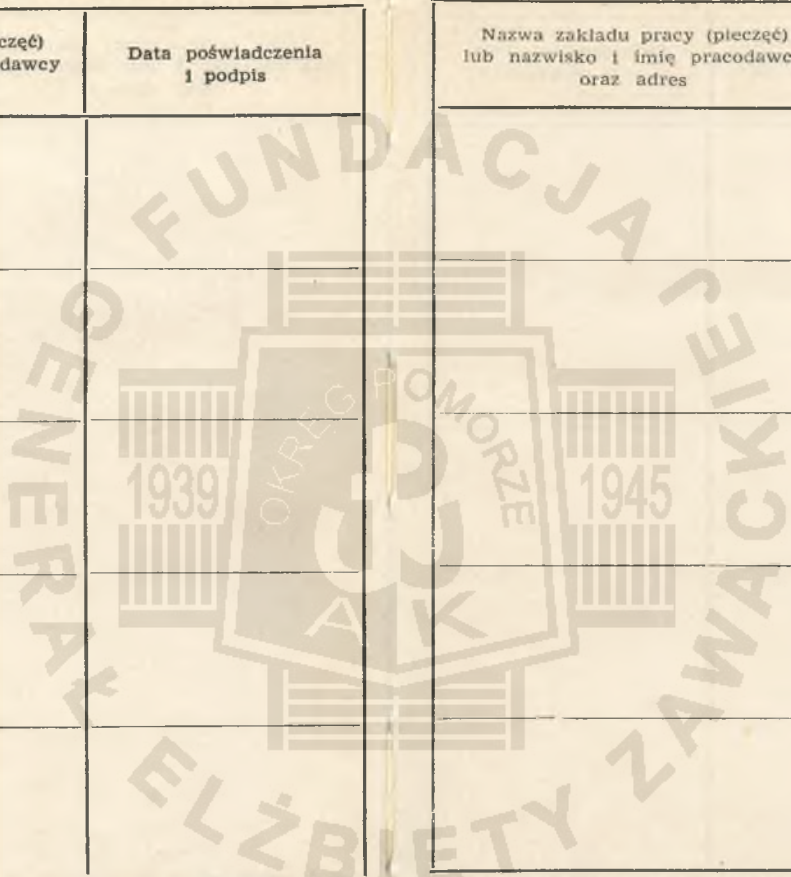 częć)
dawcy
Data poświadczenia
i podpis
Nazwa zakładu pracy (pieczęć)
lub nazwisko i imię pracodawc
oraz adres
FUNDACJA
GENERAŁ ELŻBIETY ZAWACKIEJ
OKRĘG POMORZE
1939
1945
AK